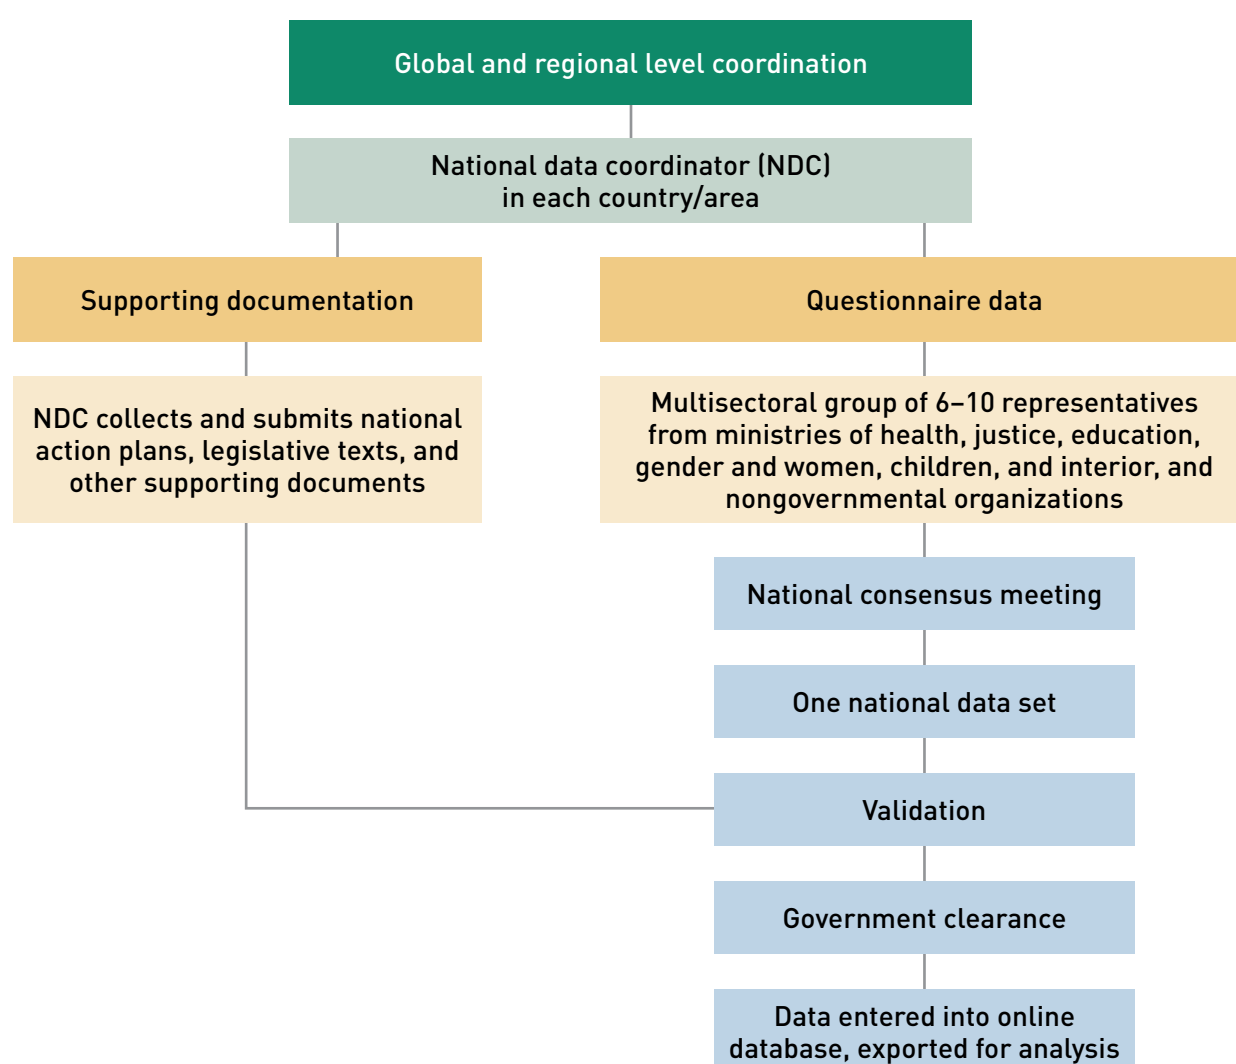 Global and regional level coordination
National data coordinator (NDC)
in each country/area
Supporting documentation
Questionnaire data
NDC collects and submits national
action plans, legislative texts, and
other supporting documents
Multisectoral group of 6–10 representatives
from ministries of health, justice, education,
gender and women, children, and interior, and
nongovernmental organizations
National consensus meeting
One national data set
Validation
Government clearance
Data entered into online
database, exported for analysis